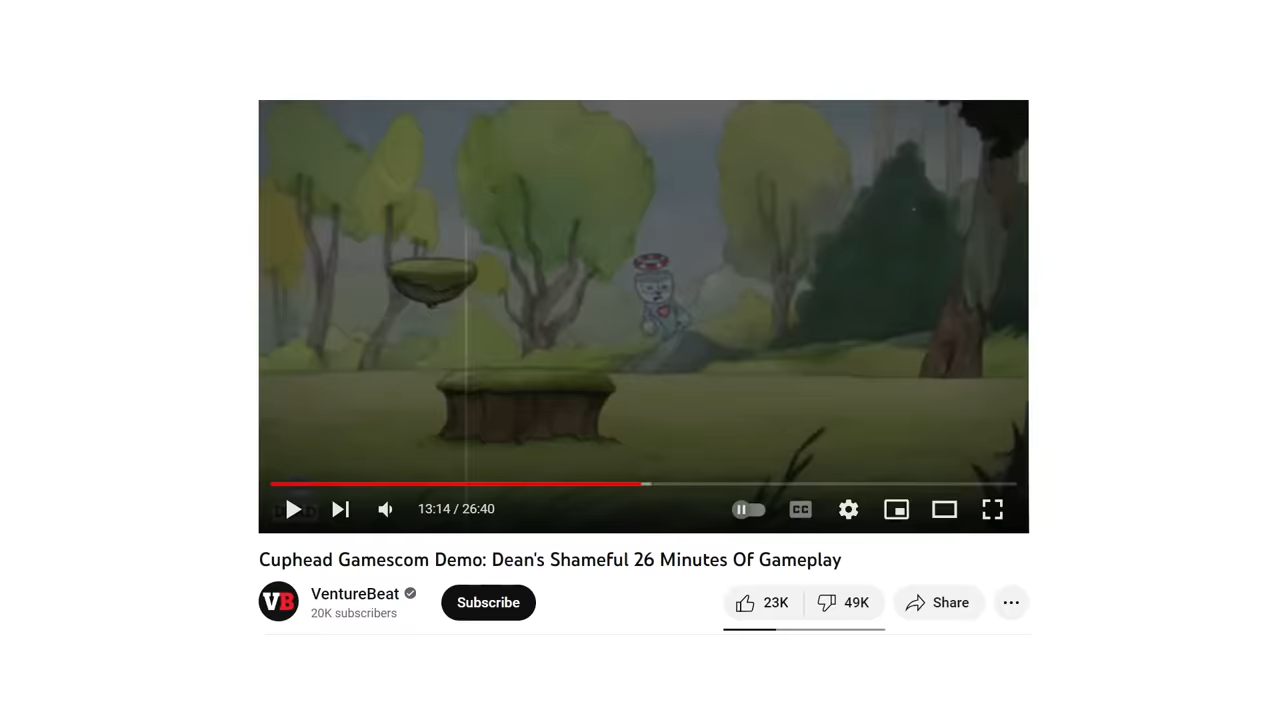 13:14 / 26:40
CC
Cuphead Gamescom Demo: Dean's Shameful 26 Minutes Of Gameplay
VB
VentureBeat
20K subscribers
Subscribe
23K
49K
Share